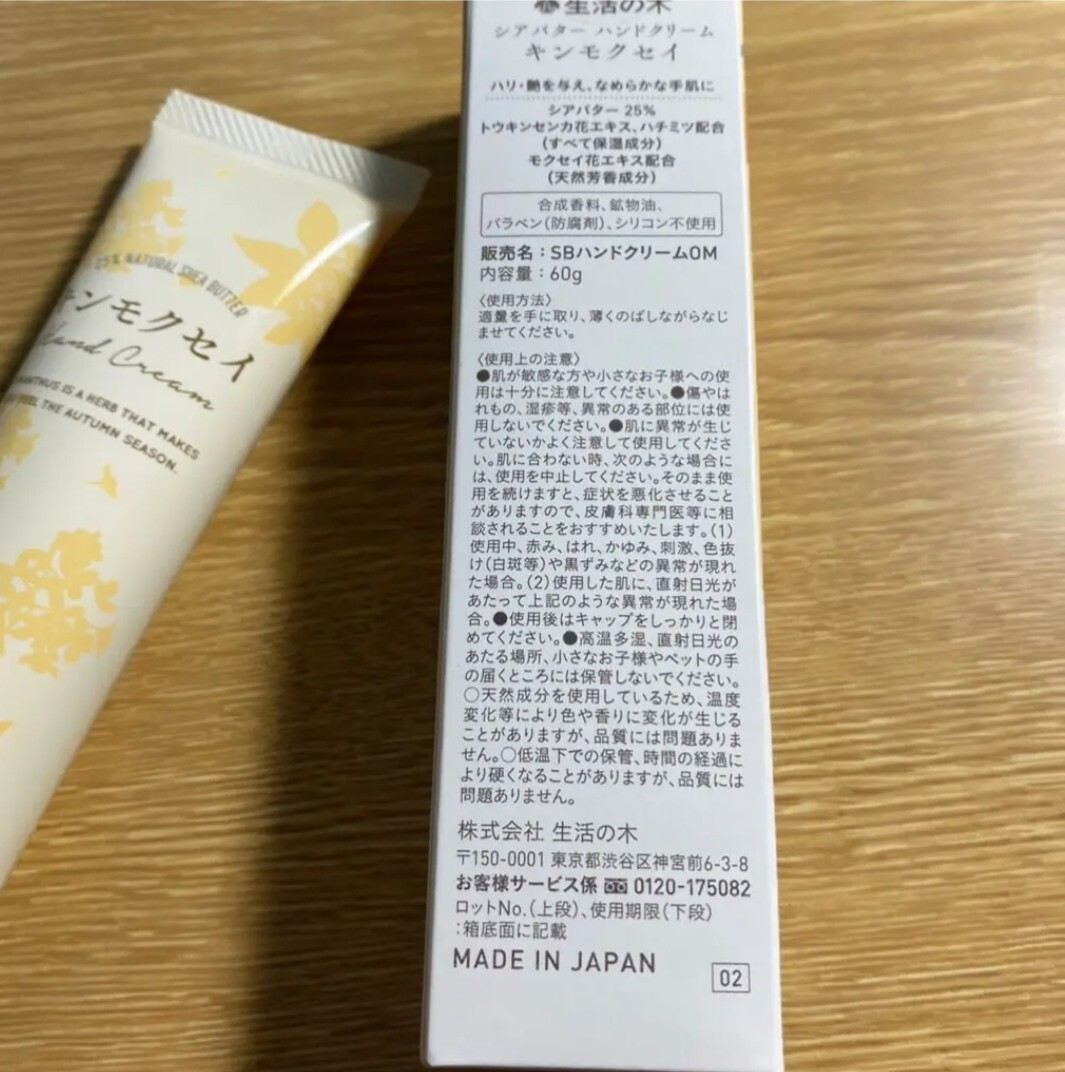 生活の木
シアバター ハンドクリーム
キンモクセイ
ハリ・艶を与え、なめらかな手肌に
シアバター 25%
トウキンセンカ花エキス、ハチミツ配合
(すべて保湿成分)
モクセイ花エキス配合
(天然芳香成分)
合成香料、鉱物油、
パラベン(防腐剤)、シリコン不使用
販売名：SBハンドクリームOM
内容量：60g
〈使用方法〉
適量を手に取り、薄くのばしながらなじ
ませてください。
〈使用上の注意〉
●肌が敏感な方や小さなお子様への使
用は十分に注意してください。●傷やは
れもの、湿疹等、異常のある部位には使
用しないでください。●肌に異常が生じ
ていないかよく注意して使用してくださ
い。肌に合わない時、次のような場合に
は、使用を中止してください。そのまま使
用を続けますと、症状を悪化させること
がありますので、皮膚科専門医等に相
談されることをおすすめいたします。(1)
使用中、赤み、はれ、かゆみ、刺激、色抜
け(白斑等)や黒ずみなどの異常が現れ
た場合。(2)使用した肌に、直射日光が
あたって上記のような異常が現れた場
合。●使用後はキャップをしっかりと閉
めてください。●高温多湿、直射日光の
あたる場所、小さなお子様やペットの手
の届くところには保管しないでください。
○天然成分を使用しているため、温度
変化等により色や香りに変化が生じる
ことがありますが、品質には問題ありま
せん。○低温下での保管、時間の経過に
より硬くなることがありますが、品質には
問題ありません。
株式会社 生活の木
〒150-0001 東京都渋谷区神宮前6-3-8
お客様サービス係 0120-175082
ロットNo.(上段)、使用期限(下段)
：箱底面に記載
MADE IN JAPAN
02
25% NATURAL SHEA BUTTER
キンモクセイ
Hand Cream
IS A HERB THAT MAKES
FEEL THE AUTUMN SEASON.